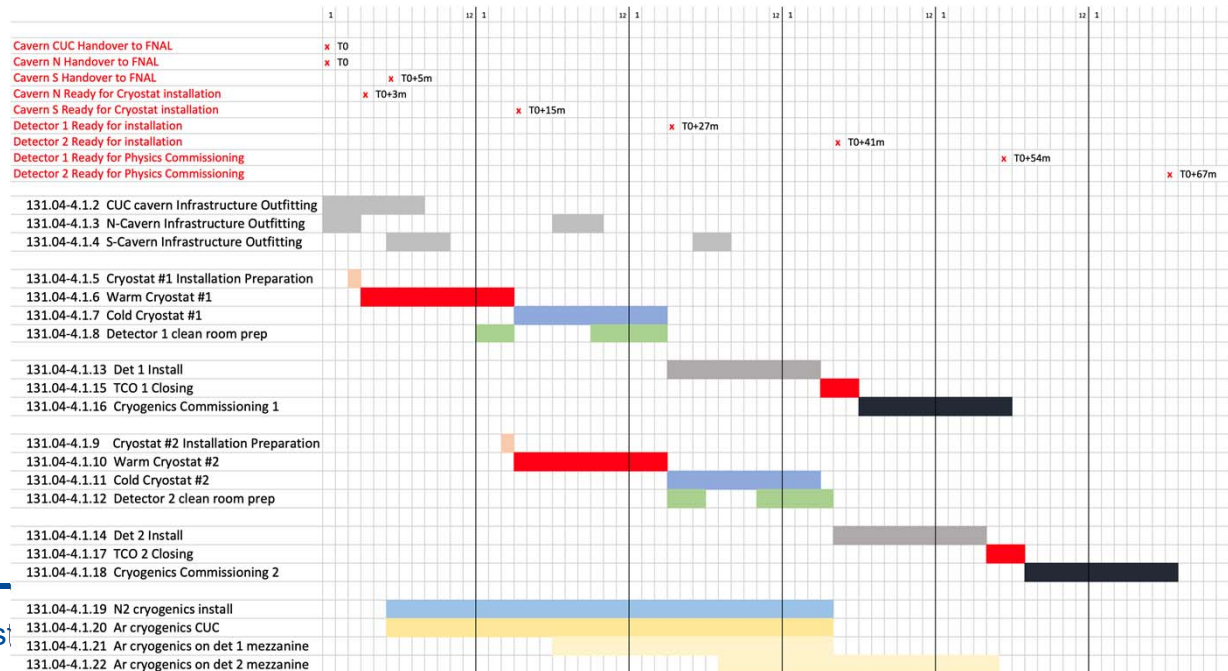 1 12 1 12 1 12 1 12 1 12 1
Cavern CUC Handover to FNAL x T0
Cavern N Handover to FNAL x T0
Cavern S Handover to FNAL x T0+5m
Cavern N Ready for Cryostat installation x T0+3m
Cavern S Ready for Cryostat installation x T0+15m
Detector 1 Ready for installation x T0+27m
Detector 2 Ready for installation x T0+41m
Detector 1 Ready for Physics Commissioning x T0+54m
Detector 2 Ready for Physics Commissioning x T0+67m
131.04-4.1.2 CUC cavern Infrastructure Outfitting
131.04-4.1.3 N-Cavern Infrastructure Outfitting
131.04-4.1.4 S-Cavern Infrastructure Outfitting
131.04-4.1.5 Cryostat #1 Installation Preparation
131.04-4.1.6 Warm Cryostat #1
131.04-4.1.7 Cold Cryostat #1
131.04-4.1.8 Detector 1 clean room prep
131.04-4.1.13 Det 1 Install
131.04-4.1.15 TCO 1 Closing
131.04-4.1.16 Cryogenics Commissioning 1
131.04-4.1.9 Cryostat #2 Installation Preparation
131.04-4.1.10 Warm Cryostat #2
131.04-4.1.11 Cold Cryostat #2
131.04-4.1.12 Detector 2 clean room prep
131.04-4.1.14 Det 2 Install
131.04-4.1.17 TCO 2 Closing
131.04-4.1.18 Cryogenics Commissioning 2
131.04-4.1.19 N2 cryogenics install
131.04-4.1.20 Ar cryogenics CUC
131.04-4.1.21 Ar cryogenics on det 1 mezzanine
131.04-4.1.22 Ar cryogenics on det 2 mezzanine